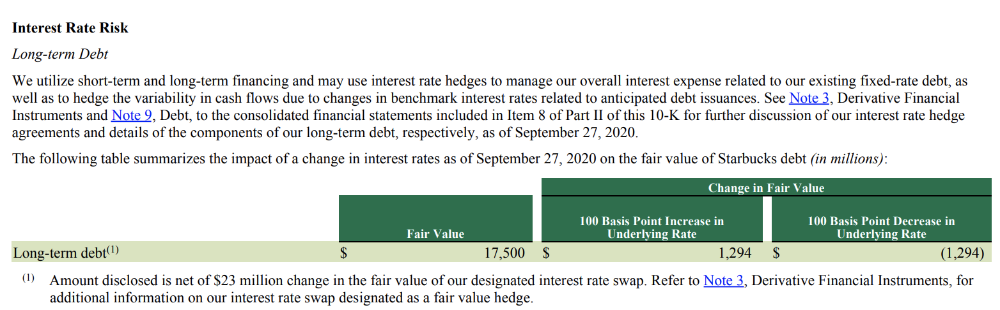 Interest Rate Risk
Long-term Debt
We utilize short-term and long-term financing and may use interest rate hedges to manage our overall interest expense related to our existing fixed-rate debt, as
well as to hedge the variability in cash flows due to changes in benchmark interest rates related to anticipated debt issuances. See Note 3, Derivative Financial
Instruments and Note 9, Debt, to the consolidated financial statements included in Item 8 of Part II of this 10-K for further discussion of our interest rate hedge
agreements and details of the components of our long-term debt, respectively, as of September 27, 2020.
The following table summarizes the impact of a change in interest rates as of September 27, 2020 on the fair value of Starbucks debt (in millions):
Change in Fair Value
Fair Value 100 Basis Point Increase in 100 Basis Point Decrease in
Underlying Rate Underlying Rate
Long-term debt(1) $ 17,500 $ 1,294 $ (1,294)
(1) Amount disclosed is net of $23 million change in the fair value of our designated interest rate swap. Refer to Note 3, Derivative Financial Instruments, for
additional information on our interest rate swap designated as a fair value hedge.